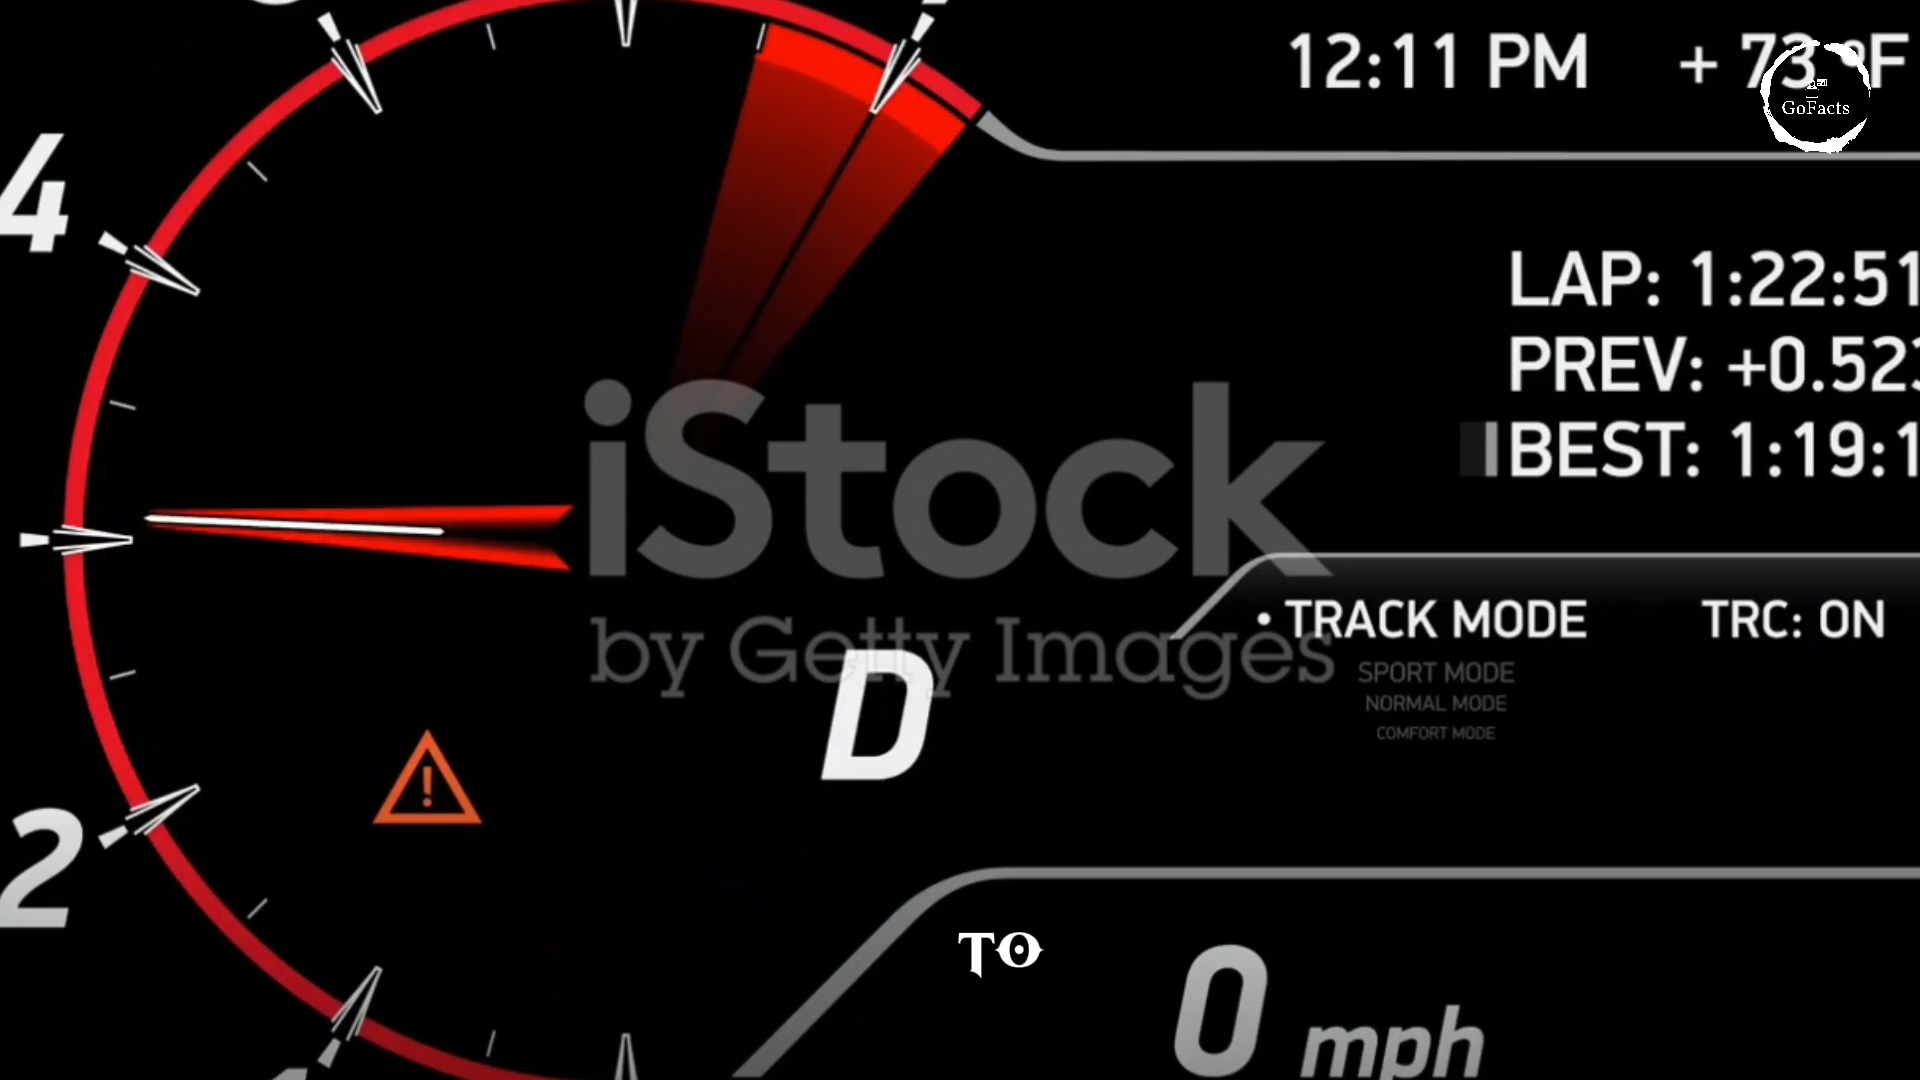 12:11 PM + 73 °F
GoFacts
4
LAP: 1:22:51
PREV: +0.523
BEST: 1:19:1
iStock
by Getty Images
• TRACK MODE TRC: ON
SPORT MODE
NORMAL MODE
COMFORT MODE
D
!
2
TO
0 mph